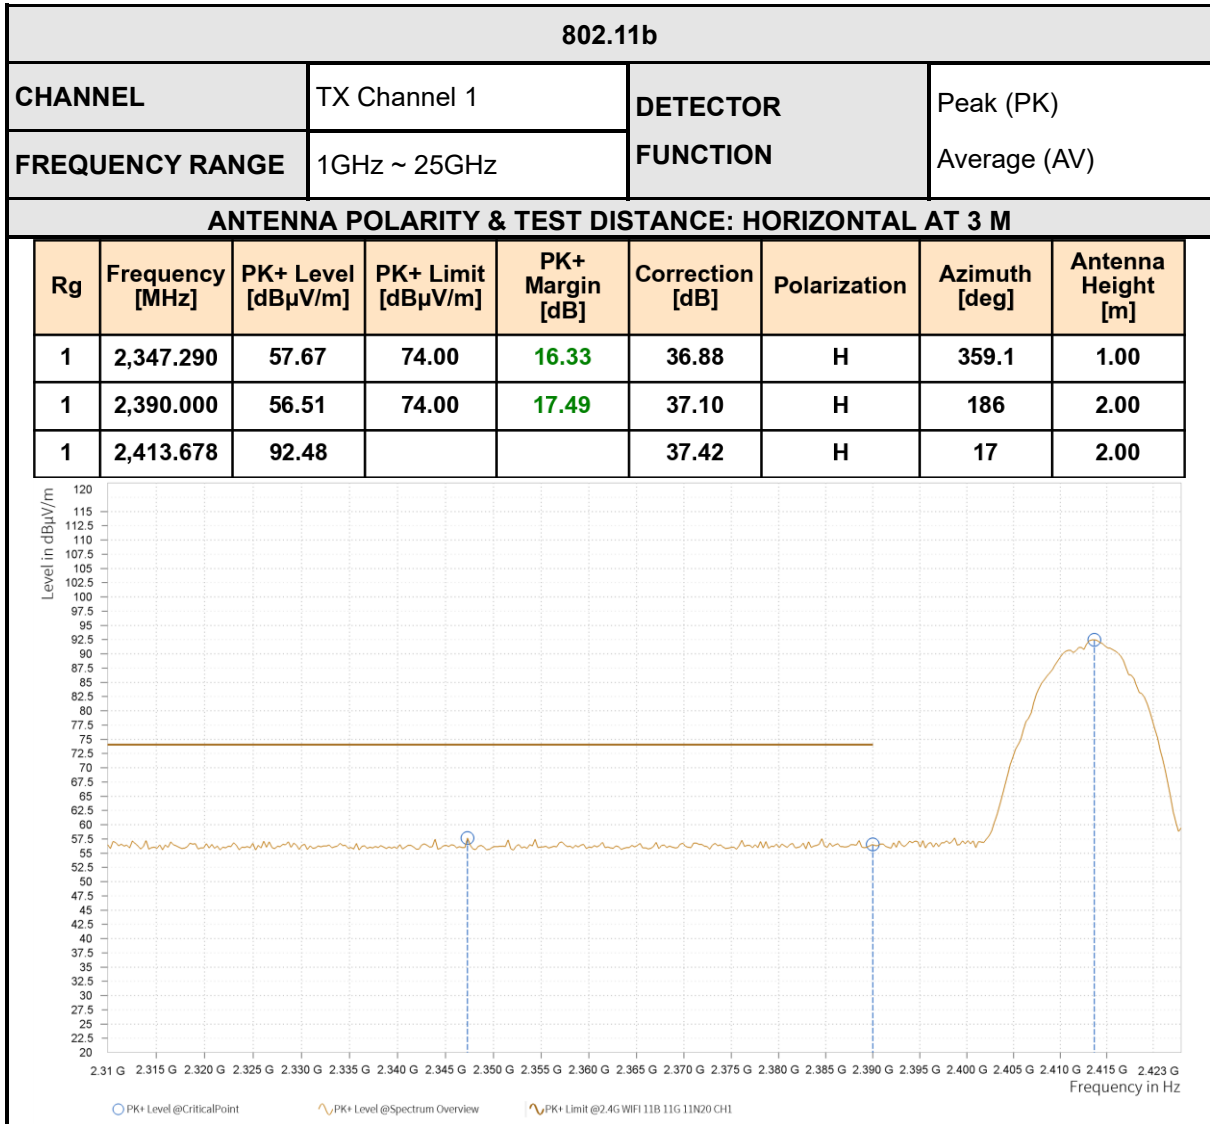 802.11b
CHANNEL
TX Channel 1
DETECTOR
FUNCTION
Peak (PK)
Average (AV)
FREQUENCY RANGE
1GHz ~ 25GHz
ANTENNA POLARITY & TEST DISTANCE: HORIZONTAL AT 3 M
Rg Frequency [MHz] PK+ Level [dBµV/m] PK+ Limit [dBµV/m] PK+ Margin [dB] Correction [dB] Polarization Azimuth [deg] Antenna Height [m]
1 2,347.290 57.67 74.00 16.33 36.88 H 359.1 1.00
1 2,390.000 56.51 74.00 17.49 37.10 H 186 2.00
1 2,413.678 92.48 37.42 H 17 2.00
Level in dBµV/m
120
115
112.5
110
107.5
105
102.5
100
97.5
95
92.5
90
87.5
85
82.5
80
77.5
75
72.5
70
67.5
65
62.5
60
57.5
55
52.5
50
47.5
45
42.5
40
37.5
35
32.5
30
27.5
25
22.5
20
2.31 G 2.315 G 2.320 G 2.325 G 2.330 G 2.335 G 2.340 G 2.345 G 2.350 G 2.355 G 2.360 G 2.365 G 2.370 G 2.375 G 2.380 G 2.385 G 2.390 G 2.395 G 2.400 G 2.405 G 2.410 G 2.415 G 2.423 G
Frequency in Hz
PK+ Level @CriticalPoint PK+ Level @Spectrum Overview PK+ Limit @2.4G WIFI 11B 11G 11N20 CH1